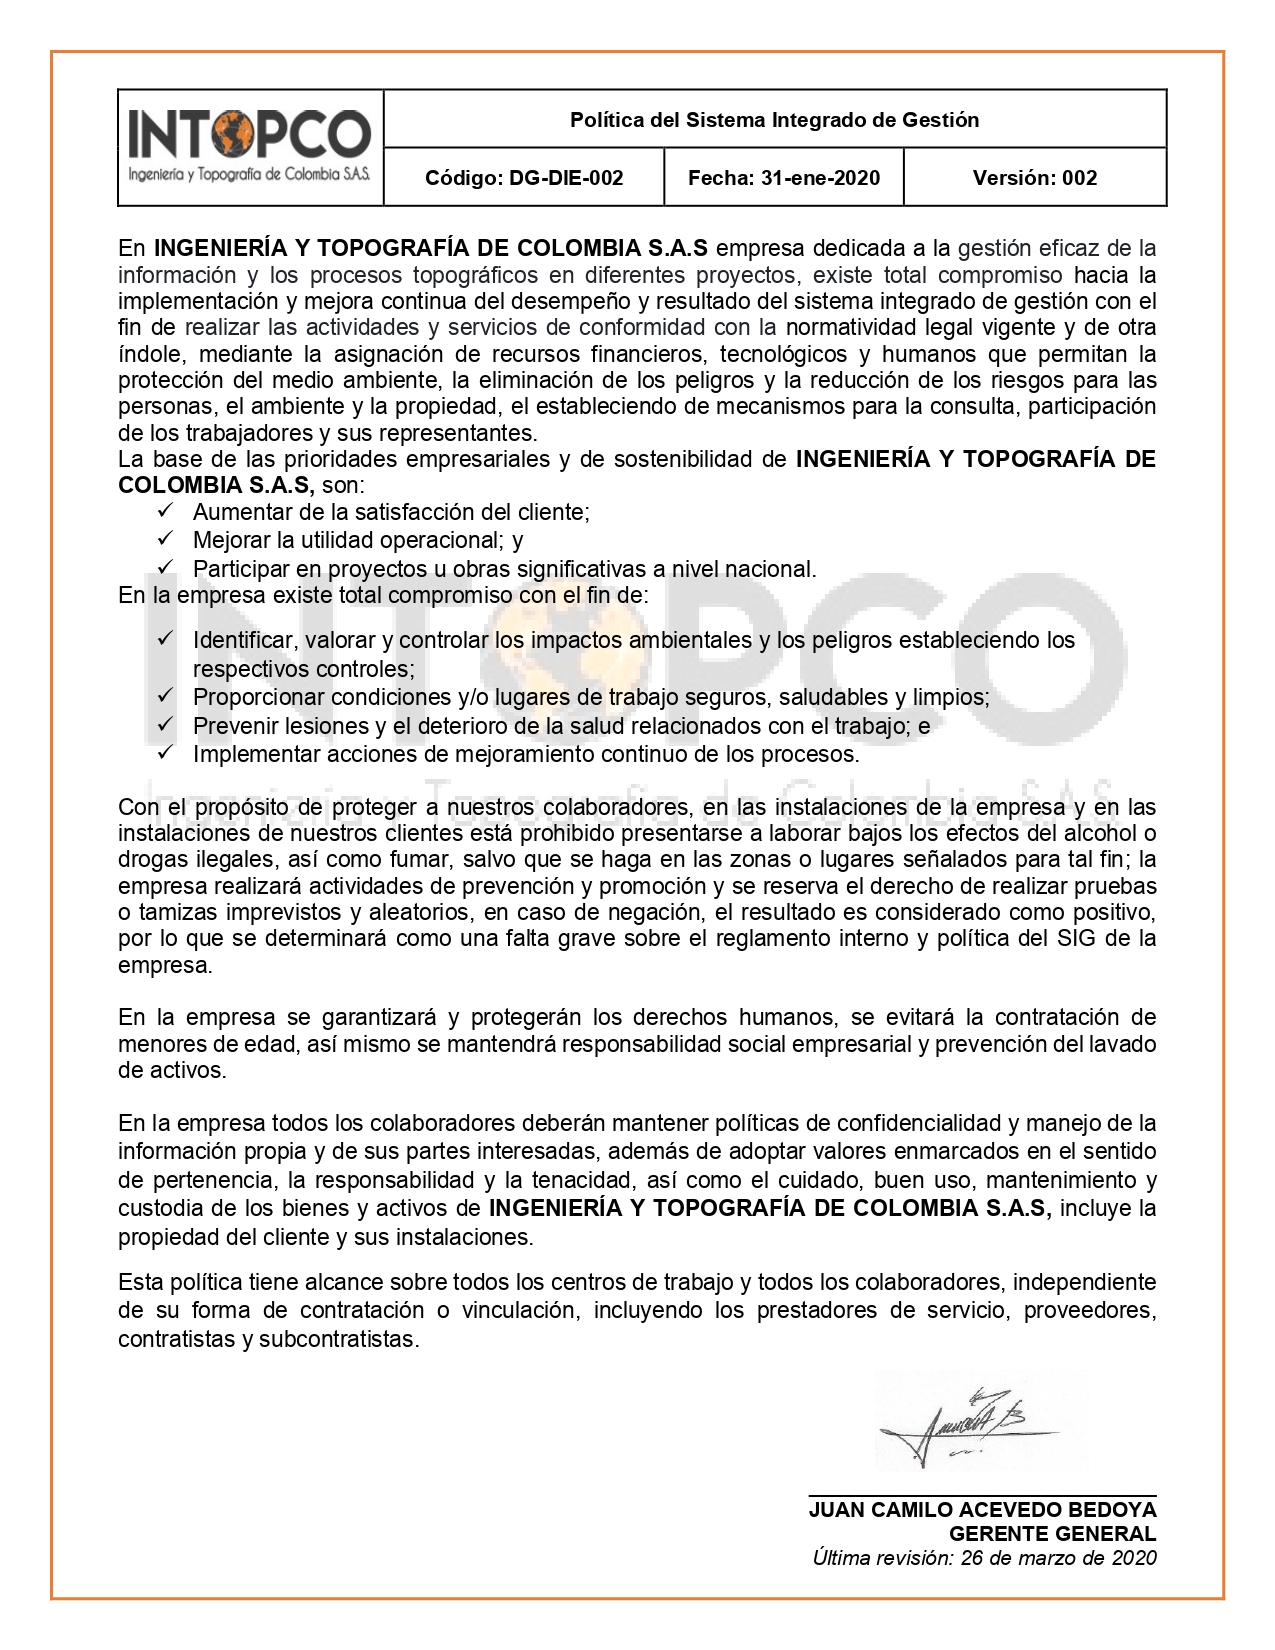 INTOPCO
Ingeniería y Topografía de Colombia S.A.S.
Política del Sistema Integrado de Gestión
Código: DG-DIE-002 Fecha: 31-ene-2020 Versión: 002
En INGENIERÍA Y TOPOGRAFÍA DE COLOMBIA S.A.S empresa dedicada a la gestión eficaz de la
información y los procesos topográficos en diferentes proyectos, existe total compromiso hacia la
implementación y mejora continua del desempeño y resultado del sistema integrado de gestión con el
fin de realizar las actividades y servicios de conformidad con la normatividad legal vigente y de otra
índole, mediante la asignación de recursos financieros, tecnológicos y humanos que permitan la
protección del medio ambiente, la eliminación de los peligros y la reducción de los riesgos para las
personas, el ambiente y la propiedad, el estableciendo de mecanismos para la consulta, participación
de los trabajadores y sus representantes.
La base de las prioridades empresariales y de sostenibilidad de INGENIERÍA Y TOPOGRAFÍA DE
COLOMBIA S.A.S, son:
✓ Aumentar de la satisfacción del cliente;
✓ Mejorar la utilidad operacional; y
✓ Participar en proyectos u obras significativas a nivel nacional.
En la empresa existe total compromiso con el fin de:
✓ Identificar, valorar y controlar los impactos ambientales y los peligros estableciendo los
respectivos controles;
✓ Proporcionar condiciones y/o lugares de trabajo seguros, saludables y limpios;
✓ Prevenir lesiones y el deterioro de la salud relacionados con el trabajo; e
✓ Implementar acciones de mejoramiento continuo de los procesos.
INTOPCO
Ingeniería y Topografía de Colombia S.A.S.
Con el propósito de proteger a nuestros colaboradores, en las instalaciones de la empresa y en las
instalaciones de nuestros clientes está prohibido presentarse a laborar bajos los efectos del alcohol o
drogas ilegales, así como fumar, salvo que se haga en las zonas o lugares señalados para tal fin; la
empresa realizará actividades de prevención y promoción y se reserva el derecho de realizar pruebas
o tamizas imprevistos y aleatorios, en caso de negación, el resultado es considerado como positivo,
por lo que se determinará como una falta grave sobre el reglamento interno y política del SIG de la
empresa.
En la empresa se garantizará y protegerán los derechos humanos, se evitará la contratación de
menores de edad, así mismo se mantendrá responsabilidad social empresarial y prevención del lavado
de activos.
En la empresa todos los colaboradores deberán mantener políticas de confidencialidad y manejo de la
información propia y de sus partes interesadas, además de adoptar valores enmarcados en el sentido
de pertenencia, la responsabilidad y la tenacidad, así como el cuidado, buen uso, mantenimiento y
custodia de los bienes y activos de INGENIERÍA Y TOPOGRAFÍA DE COLOMBIA S.A.S, incluye la
propiedad del cliente y sus instalaciones.
Esta política tiene alcance sobre todos los centros de trabajo y todos los colaboradores, independiente
de su forma de contratación o vinculación, incluyendo los prestadores de servicio, proveedores,
contratistas y subcontratistas.
JUAN CAMILO ACEVEDO BEDOYA
GERENTE GENERAL
Última revisión: 26 de marzo de 2020